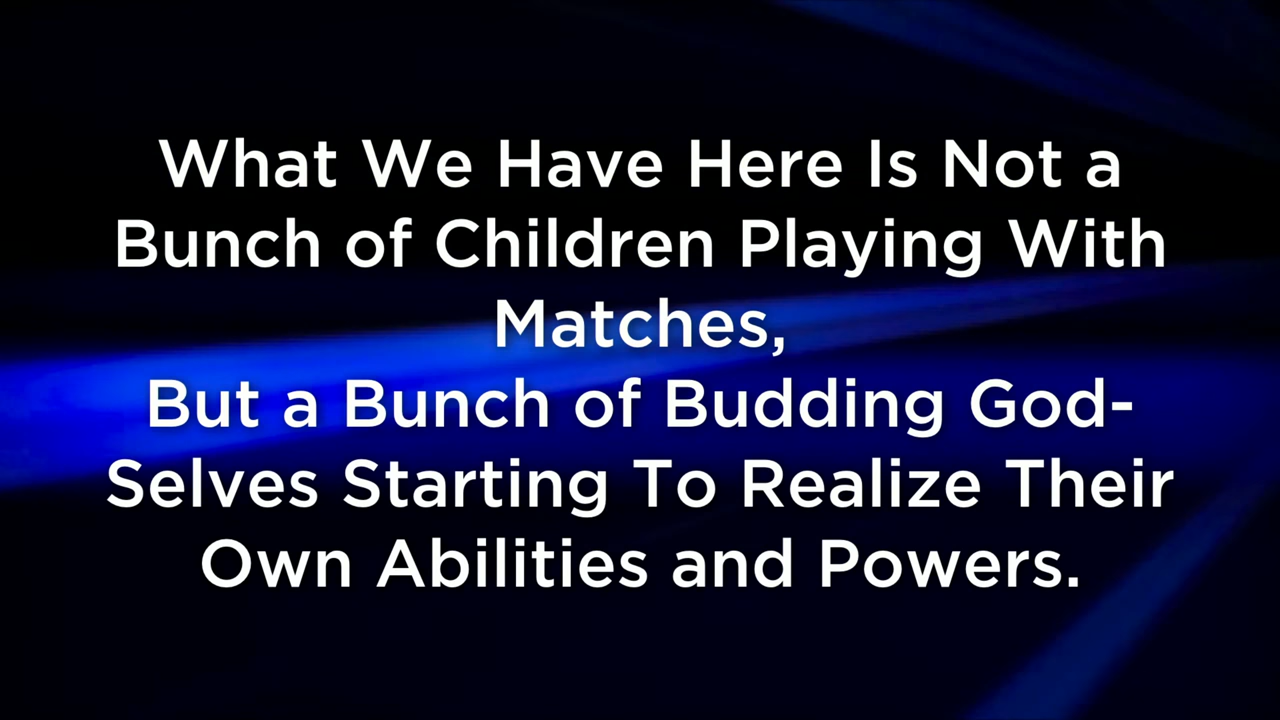 What We Have Here Is Not a
Bunch of Children Playing With
Matches,
But a Bunch of Budding God-
Selves Starting To Realize Their
Own Abilities and Powers.